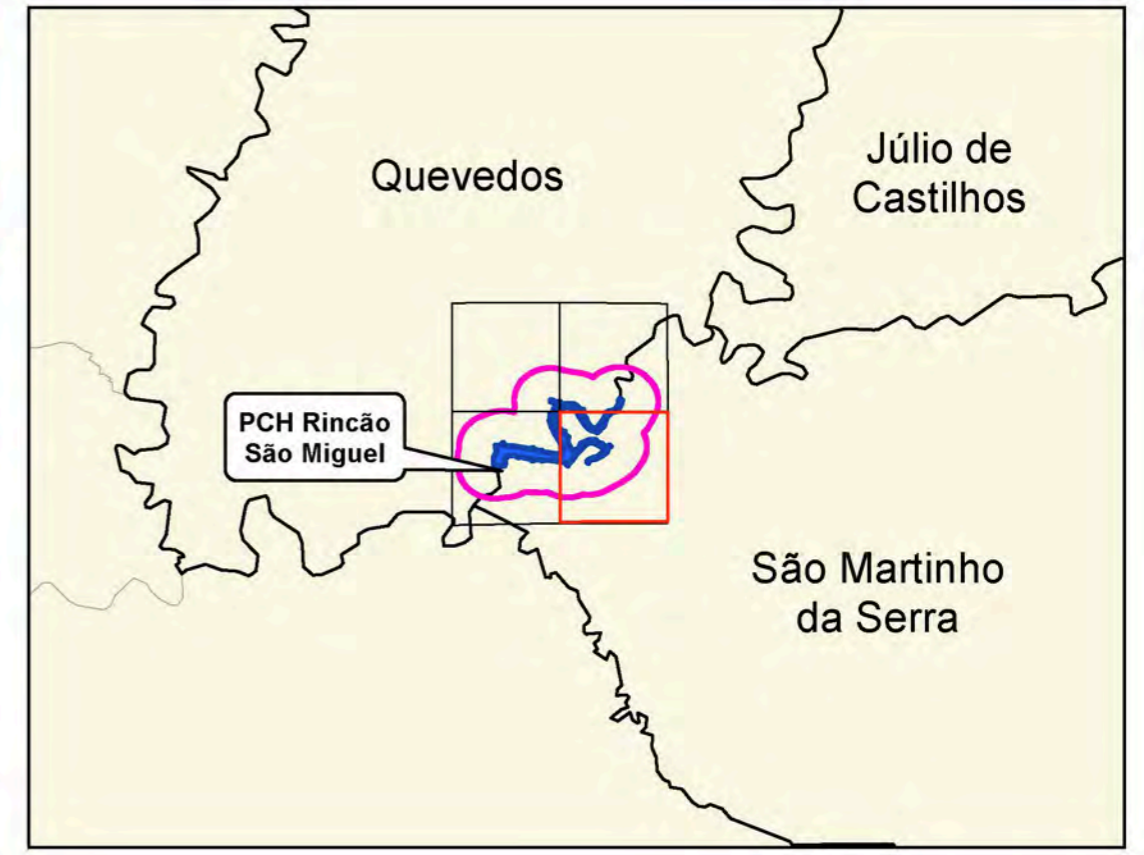 Quevedos
Júlio de
Castilhos
PCH Rincão
São Miguel
São Martinho
da Serra